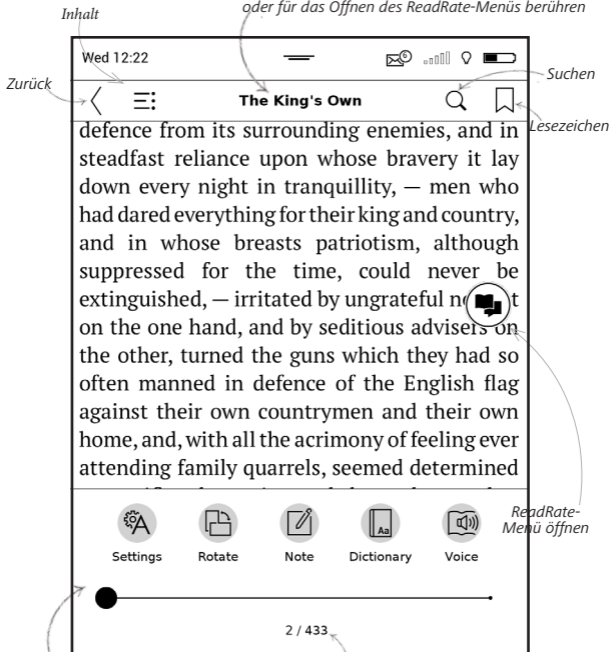 oder für das Öffnen des ReadRate-Menüs berühren
Inhalt
Wed 12:22
6
Zurück
Suchen
The King's Own
Lesezeichen
defence from its surrounding enemies, and in
steadfast reliance upon whose bravery it lay
down every night in tranquillity, — men who
had dared everything for their king and country,
and in whose breasts patriotism, although
suppressed for the time, could never be
extinguished, — irritated by ungrateful
on the one hand, and by seditious advisers on
the other, turned the guns which they had so
often manned in defence of the English flag
against their own countrymen and their own
home, and, with all the acrimony of feeling ever
attending family quarrels, seemed determined
ReadRate-
Menü öffnen
Aa
Settings Rotate Note Dictionary Voice
2 / 433